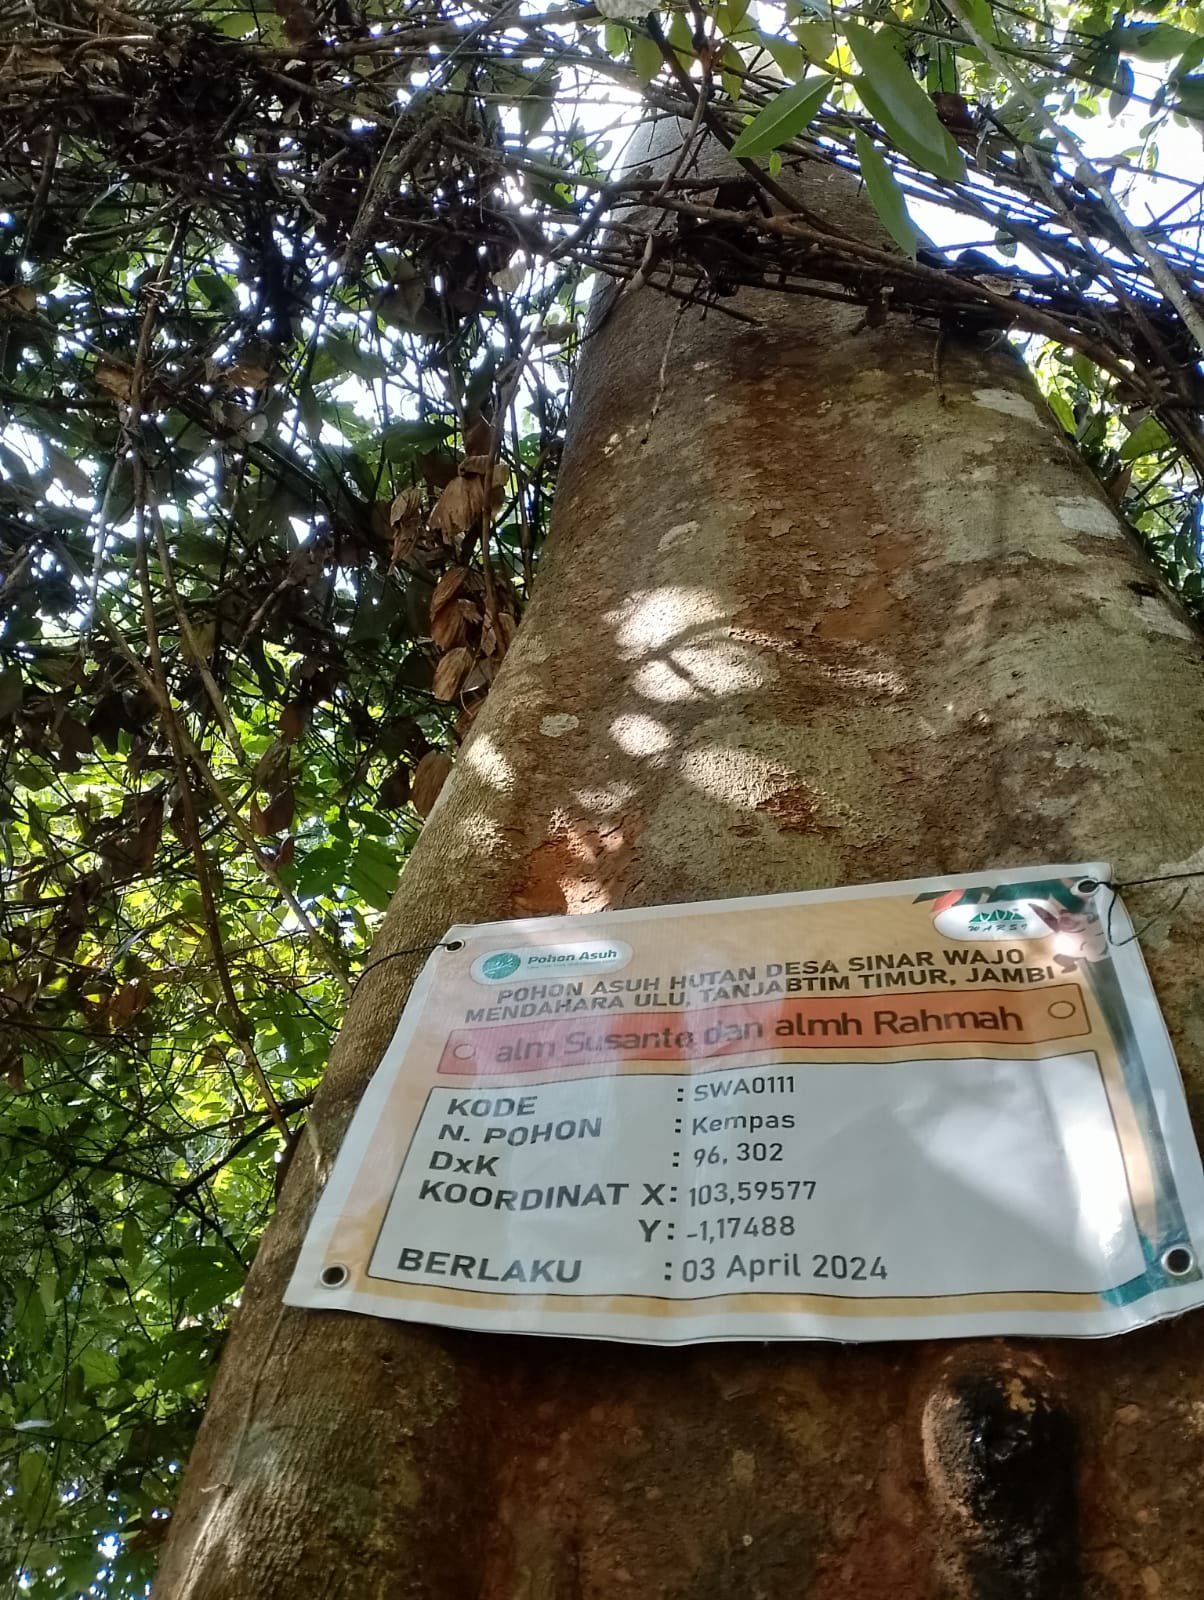 Pohon Asuh
WARSI
POHON ASUH HUTAN DESA SINAR WAJO
MENDAHARA ULU, TANJABTIM TIMUR, JAMBI
alm Susanto dan almh Rahmah
KODE : SWA0111
N. POHON : Kempas
DxK : 96, 302
KOORDINAT X: 103,59577
Y: -1,17488
BERLAKU : 03 April 2024